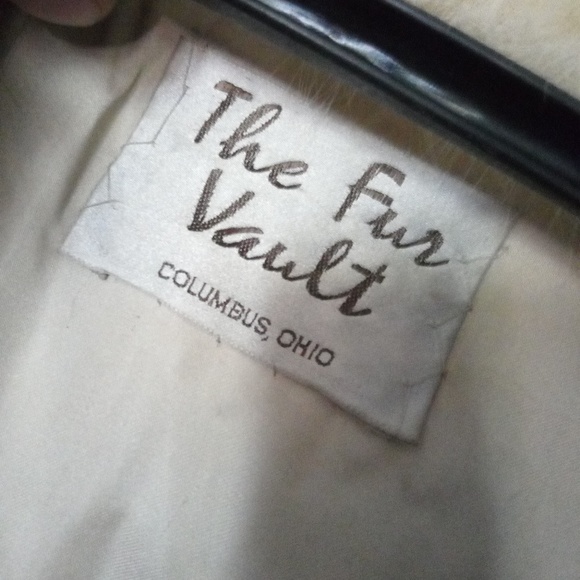 The Fur
Vault
COLUMBUS, OHIO